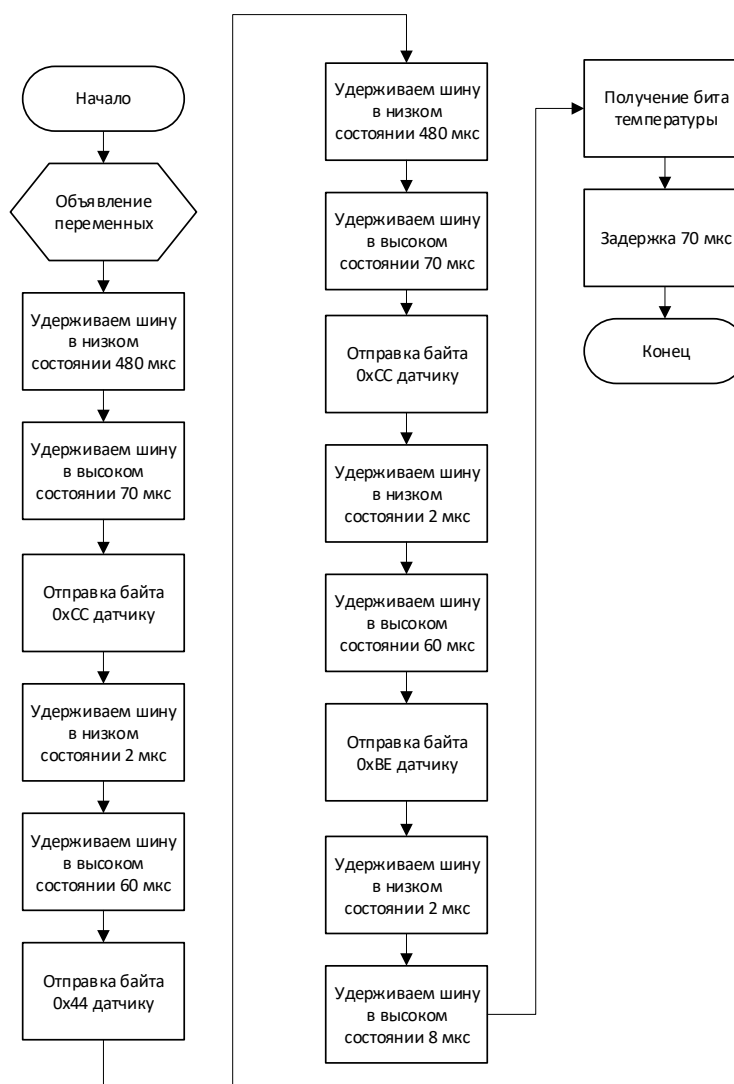 Начало
Объявление
переменных
Удерживаем шину
в низком
состоянии 480 мкс
Удерживаем шину
в высоком
состоянии 70 мкс
Отправка байта
0xCC датчику
Удерживаем шину
в низком
состоянии 2 мкс
Удерживаем шину
в высоком
состоянии 60 мкс
Отправка байта
0x44 датчику
Удерживаем шину
в низком
состоянии 480 мкс
Удерживаем шину
в высоком
состоянии 70 мкс
Отправка байта
0xCC датчику
Удерживаем шину
в низком
состоянии 2 мкс
Удерживаем шину
в высоком
состоянии 60 мкс
Отправка байта
0xBE датчику
Удерживаем шину
в низком
состоянии 2 мкс
Удерживаем шину
в высоком
состоянии 8 мкс
Получение бита
температуры
Задержка 70 мкс
Конец